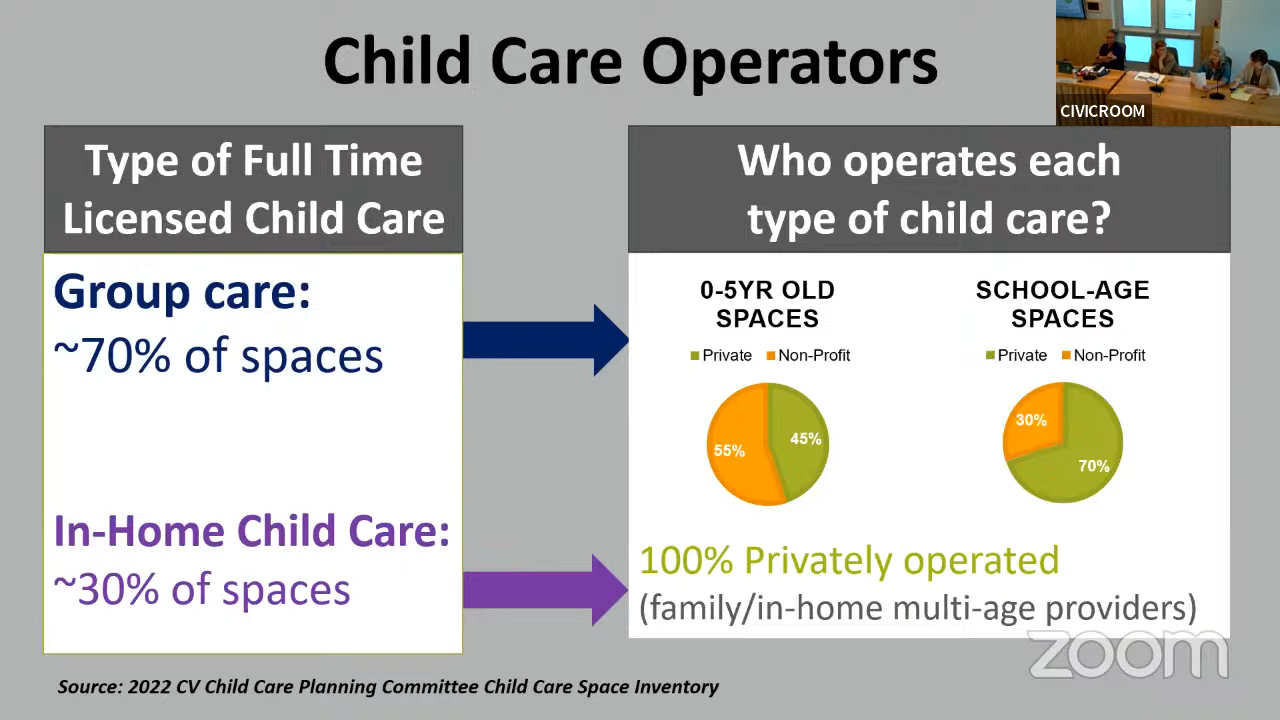 Child Care Operators
CIVICROOM
Type of Full Time
Licensed Child Care
Group care:
~70% of spaces
In-Home Child Care:
~30% of spaces
Who operates each
type of child care?
0-5YR OLD
SPACES
Private Non-Profit
55%
45%
SCHOOL-AGE
SPACES
Private Non-Profit
30%
70%
100% Privately operated
(family/in-home multi-age providers)
zoom
Source: 2022 CV Child Care Planning Committee Child Care Space Inventory